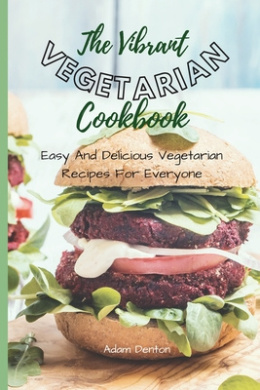 The Vibrant
VEGETARIAN
Cookbook
Easy And Delicious Vegetarian
Recipes For Everyone
Adam Denton